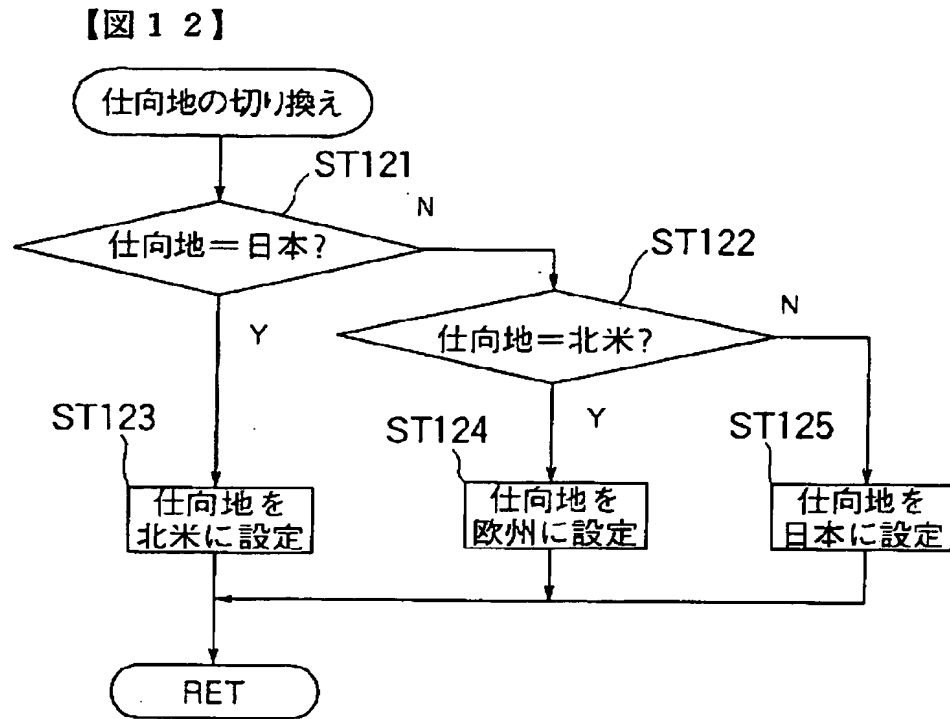 【図12】
仕向地の切り換え
ST121
N
仕向地＝日本？
ST122
N
Y
仕向地＝北米？
ST123
ST124
Y
ST125
仕向地を
北米に設定
仕向地を
欧州に設定
仕向地を
日本に設定
RET